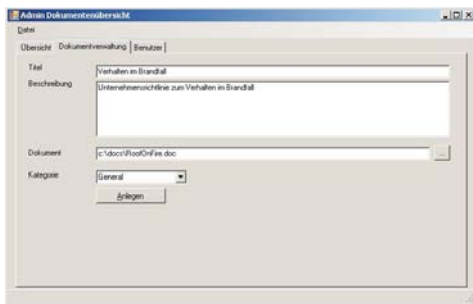 Admin Dokumentenübersicht
Datei
Übersicht Dokumentverwaltung Benutzer
Titel Verhalten im Brandfall
Beschreibung Unternehmensrichtlinie zum Verhalten im Brandfall
Dokument c:\docs\RoofOnFire.doc ...
Kategorie General
Anlegen